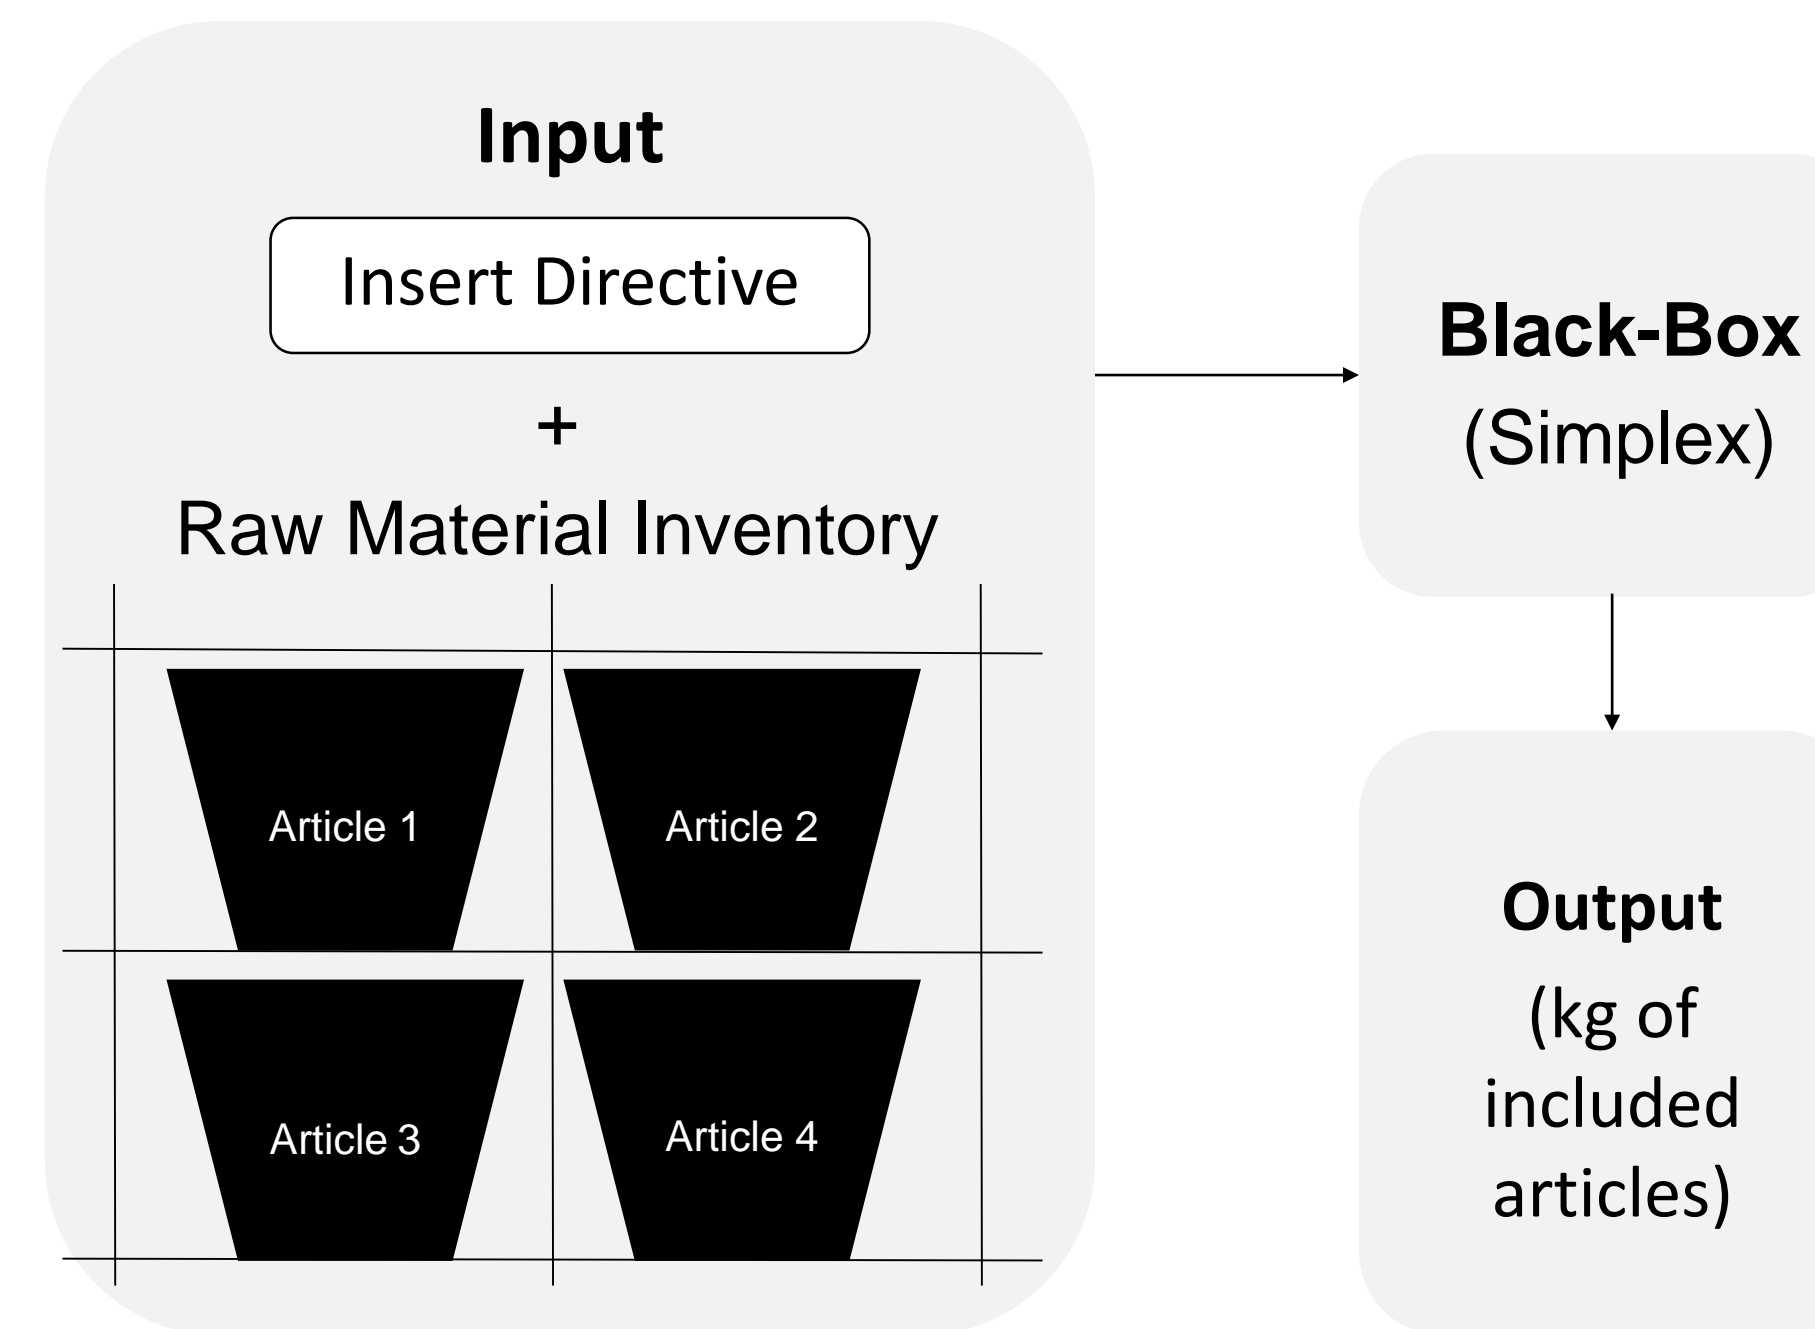 Input
Insert Directive
+
Raw Material Inventory
Article 1
Article 2
Article 3
Article 4
Black-Box
(Simplex)
Output
(kg of
included
articles)